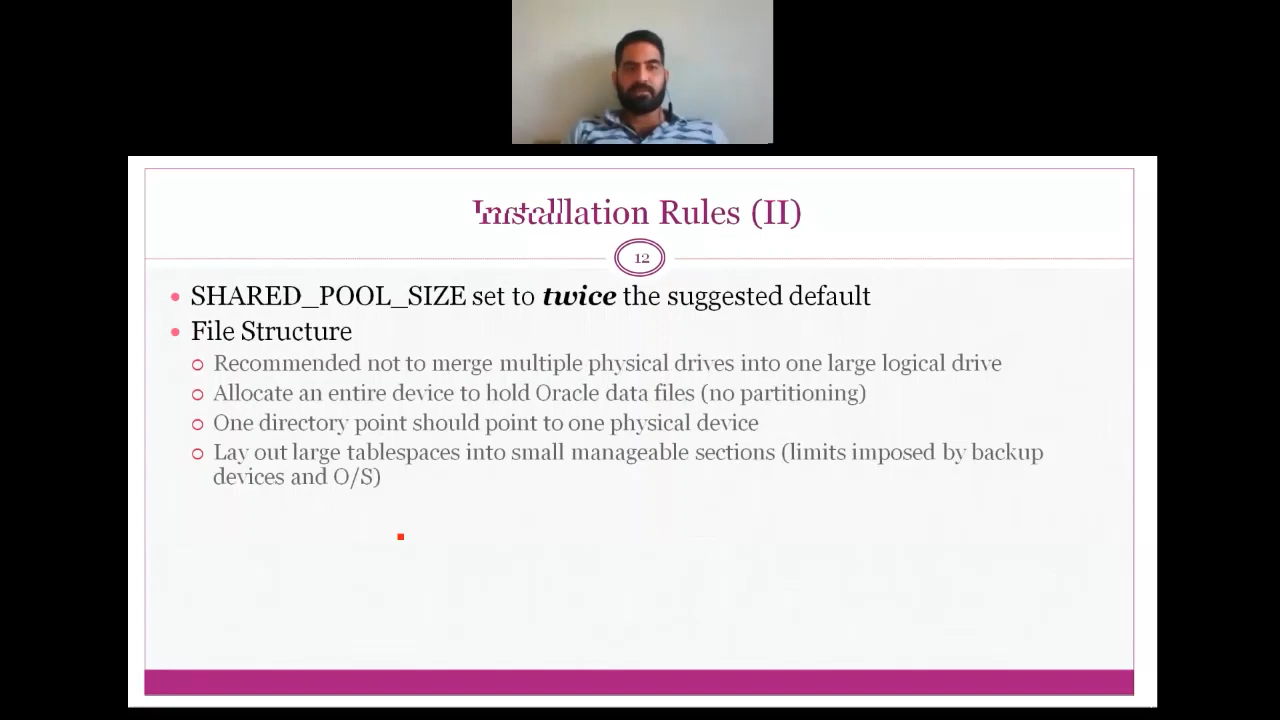 Installation Rules (II)
12
SHARED_POOL_SIZE set to twice the suggested default
File Structure
Recommended not to merge multiple physical drives into one large logical drive
Allocate an entire device to hold Oracle data files (no partitioning)
One directory point should point to one physical device
Lay out large tablespaces into small manageable sections (limits imposed by backup
devices and O/S)